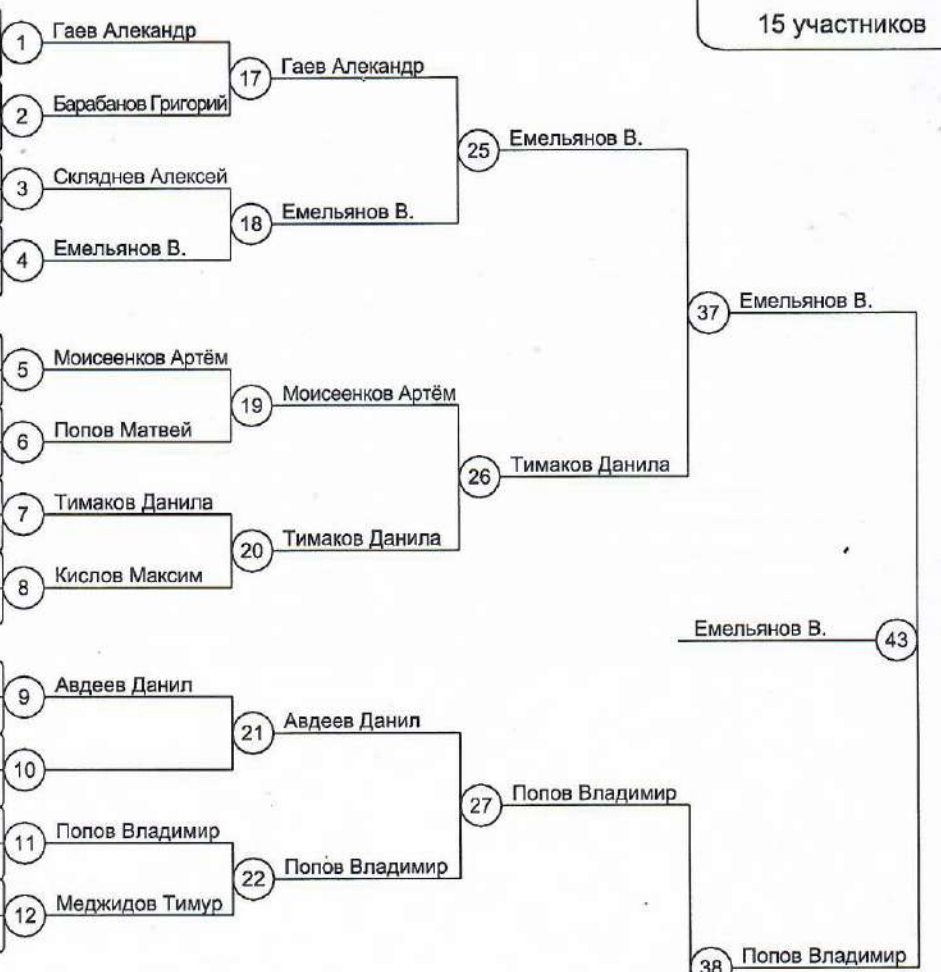 15 участников
1 Гаев Алекандр
17 Гаев Алекандр
2 Барабанов Григорий
25 Емельянов В.
3 Скляднев Алексей
18 Емельянов В.
4 Емельянов В.
37 Емельянов В.
5 Моисеенков Артём
19 Моисеенков Артём
6 Попов Матвей
26 Тимаков Данила
7 Тимаков Данила
20 Тимаков Данила
8 Кислов Максим
Емельянов В. 43
9 Авдеев Данил
21 Авдеев Данил
10
27 Попов Владимир
11 Попов Владимир
22 Попов Владимир
12 Меджидов Тимур
38 Попов Владимир